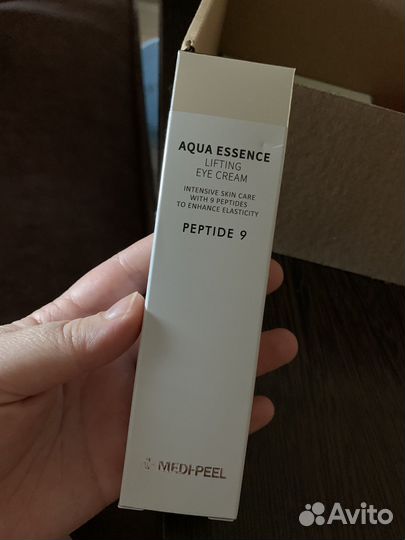 AQUA ESSENCE
LIFTING
EYE CREAM
INTENSIVE SKIN CARE
WITH 9 PEPTIDES
TO ENHANCE ELASTICITY
PEPTIDE 9
MEDI-PEEL
Avito